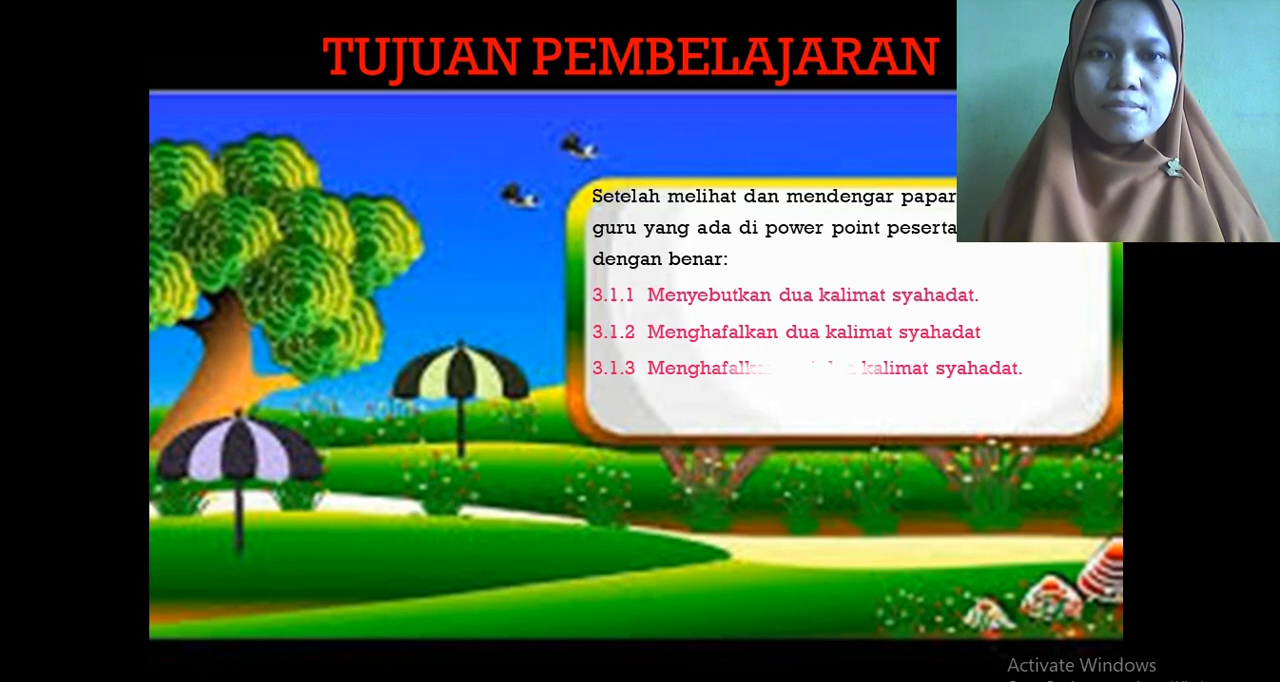 TUJUAN PEMBELAJARAN
Setelah melihat dan mendengar
guru yang ada di power point peserta
dengan benar:
3.1.1 Menyebutkan dua kalimat syahadat.
3.1.2 Menghafalkan dua kalimat syahadat
3.1.3 kalimat syahadat.
Activate Windows